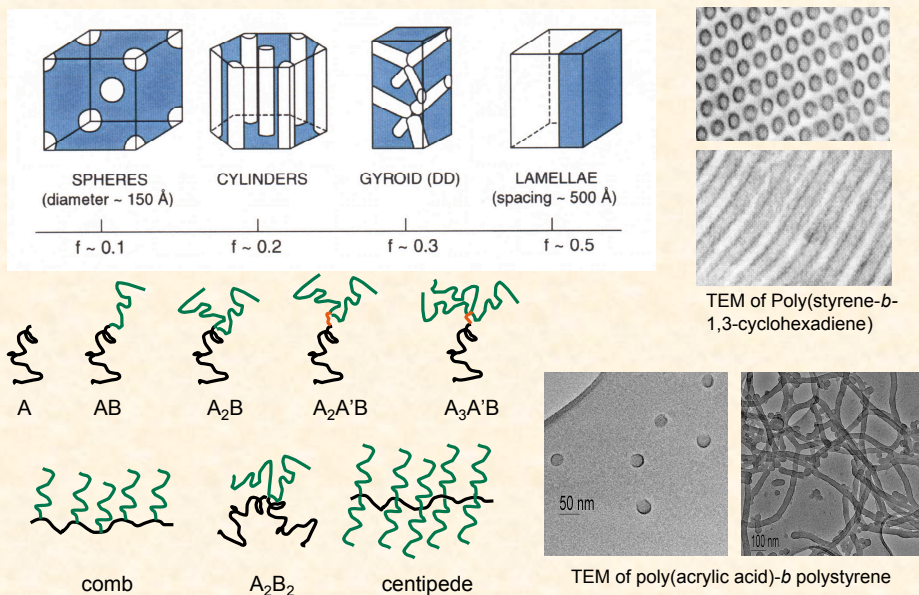 SPHERES
(diameter ~ 150 Å)
CYLINDERS
GYROID (DD)
LAMELLAE
(spacing ~ 500 Å)
f ~ 0.1
f ~ 0.2
f ~ 0.3
f ~ 0.5
TEM of Poly(styrene-b-
1,3-cyclohexadiene)
A
AB
A₂B
A₂A'B
A₃A'B
comb
A₂B₂
centipede
50 nm
100 nm
TEM of poly(acrylic acid)-b polystyrene